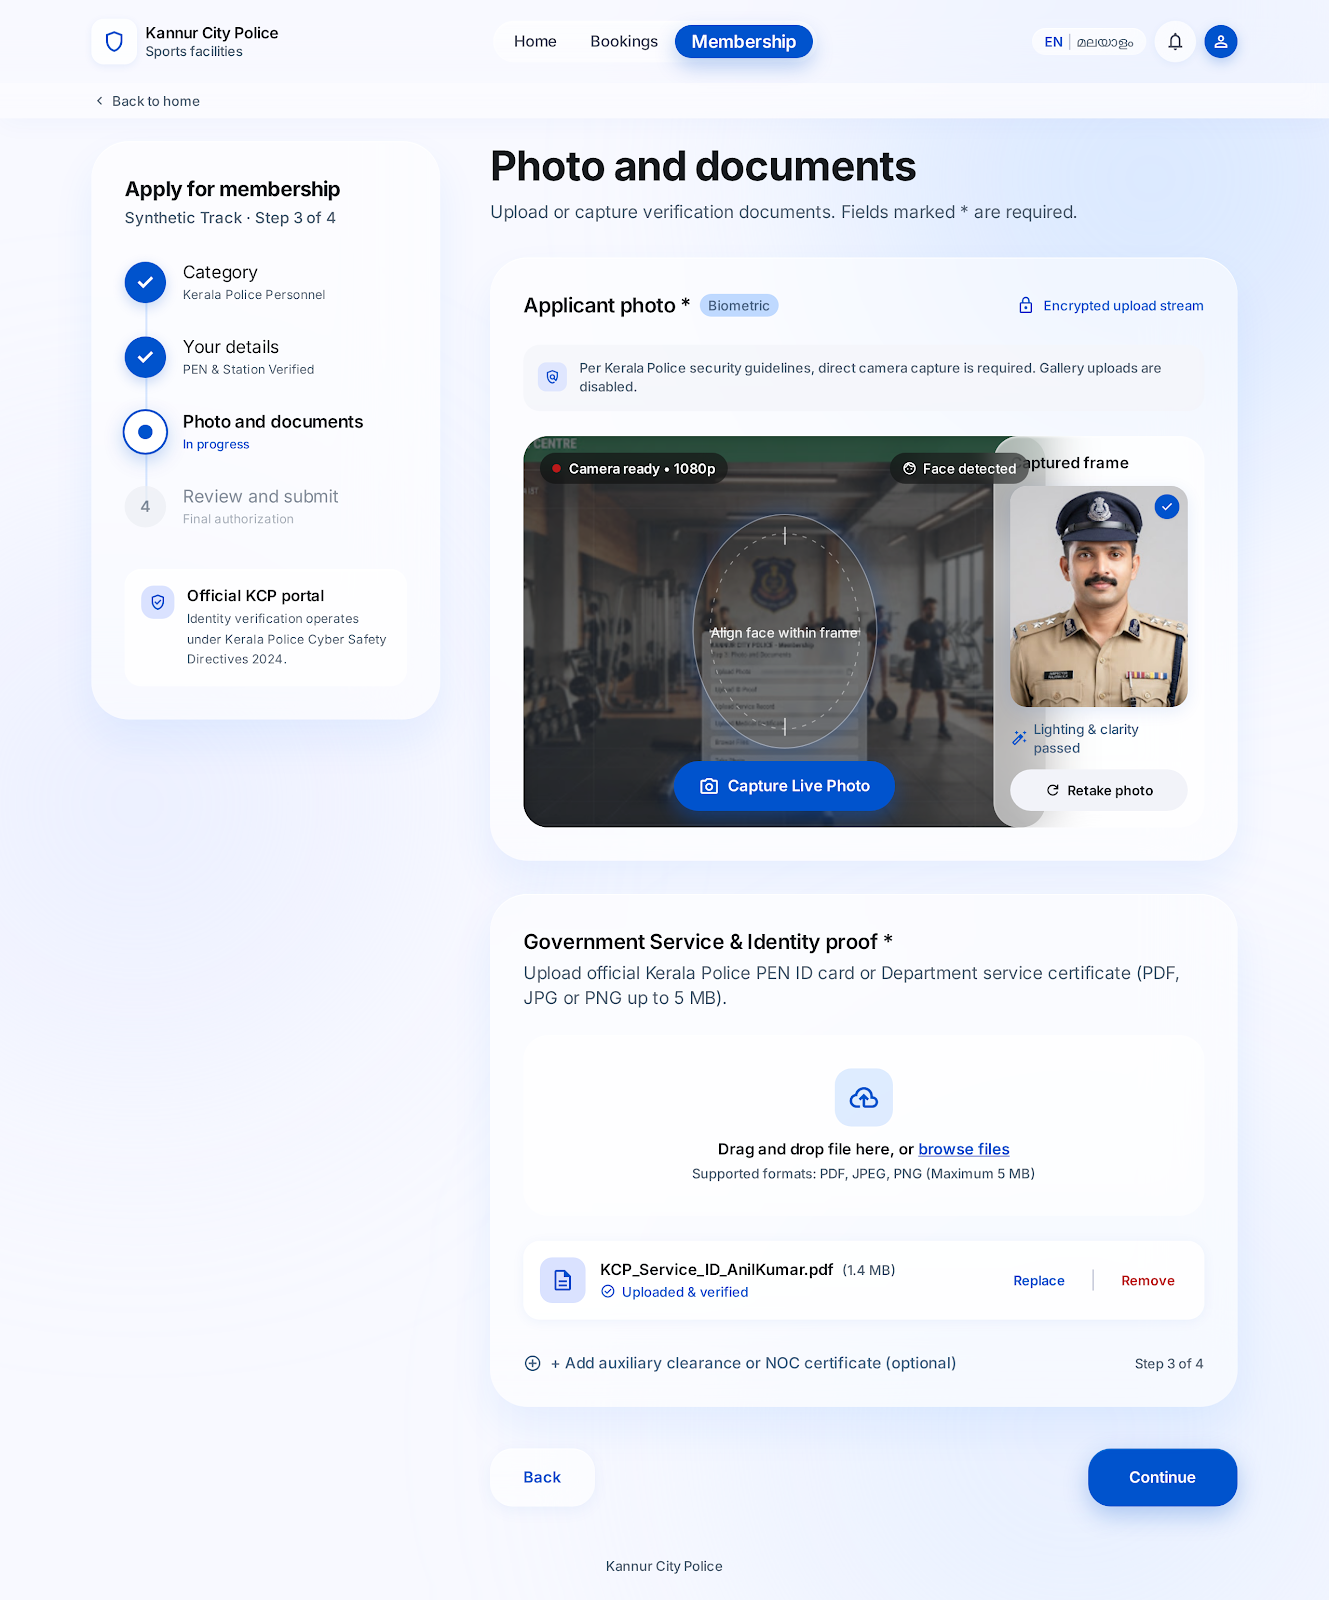 Kannur City Police
Sports facilities
Home
Bookings
Membership
EN
മലയാളം
Back to home
Apply for membership
Synthetic Track · Step 3 of 4
Category
Kerala Police Personnel
Your details
PEN & Station Verified
Photo and documents
In progress
4
Review and submit
Final authorization
Official KCP portal
Identity verification operates
under Kerala Police Cyber Safety
Directives 2024.
Photo and documents
Upload or capture verification documents. Fields marked * are required.
Applicant photo *
Biometric
Encrypted upload stream
Per Kerala Police security guidelines, direct camera capture is required. Gallery uploads are
disabled.
CENTRE
Camera ready • 1080p
Face detected
aptured frame
Align face within frame
KANNUR CITY POLICE - Membership
Lighting & clarity
passed
Capture Live Photo
Retake photo
Government Service & Identity proof *
Upload official Kerala Police PEN ID card or Department service certificate (PDF,
JPG or PNG up to 5 MB).
Drag and drop file here, or browse files
Supported formats: PDF, JPEG, PNG (Maximum 5 MB)
KCP_Service_ID_AnilKumar.pdf (1.4 MB)
Uploaded & verified
Replace
Remove
+ Add auxiliary clearance or NOC certificate (optional)
Step 3 of 4
Back
Continue
Kannur City Police